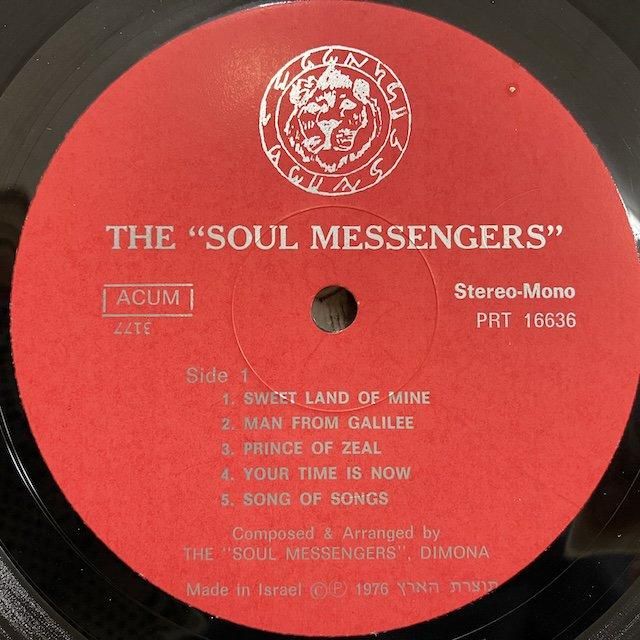 THE "SOUL MESSENGERS"
ACUM
3177
Stereo-Mono
PRT 16636
Side 1
1. SWEET LAND OF MINE
2. MAN FROM GALILEE
3. PRINCE OF ZEAL
4. YOUR TIME IS NOW
5. SONG OF SONGS
Composed & Arranged by
THE "SOUL MESSENGERS", DIMONA
Made in Israel ©℗ 1976 תוצרת הארץ